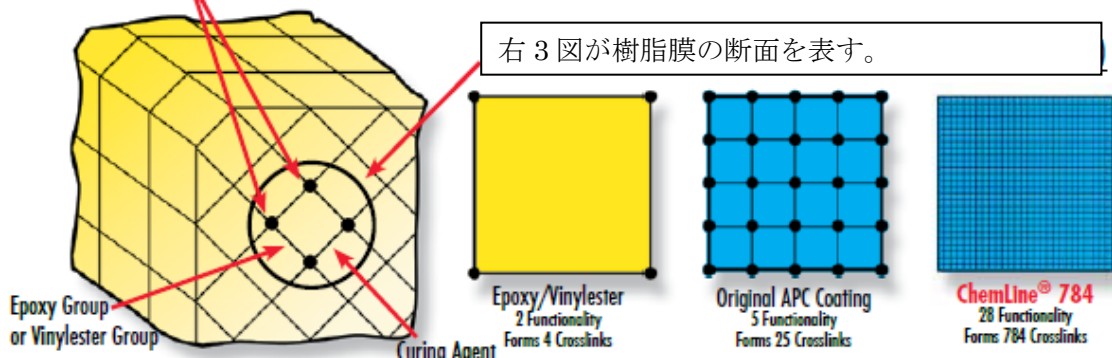 右３図が樹脂膜の断面を表す。
Epoxy Group
or Vinylester Group
Curing Agent
Epoxy/Vinylester
2 Functionality
Forms 4 Crosslinks
Original APC Coating
5 Functionality
Forms 25 Crosslinks
ChemLine® 784
28 Functionality
Forms 784 Crosslinks